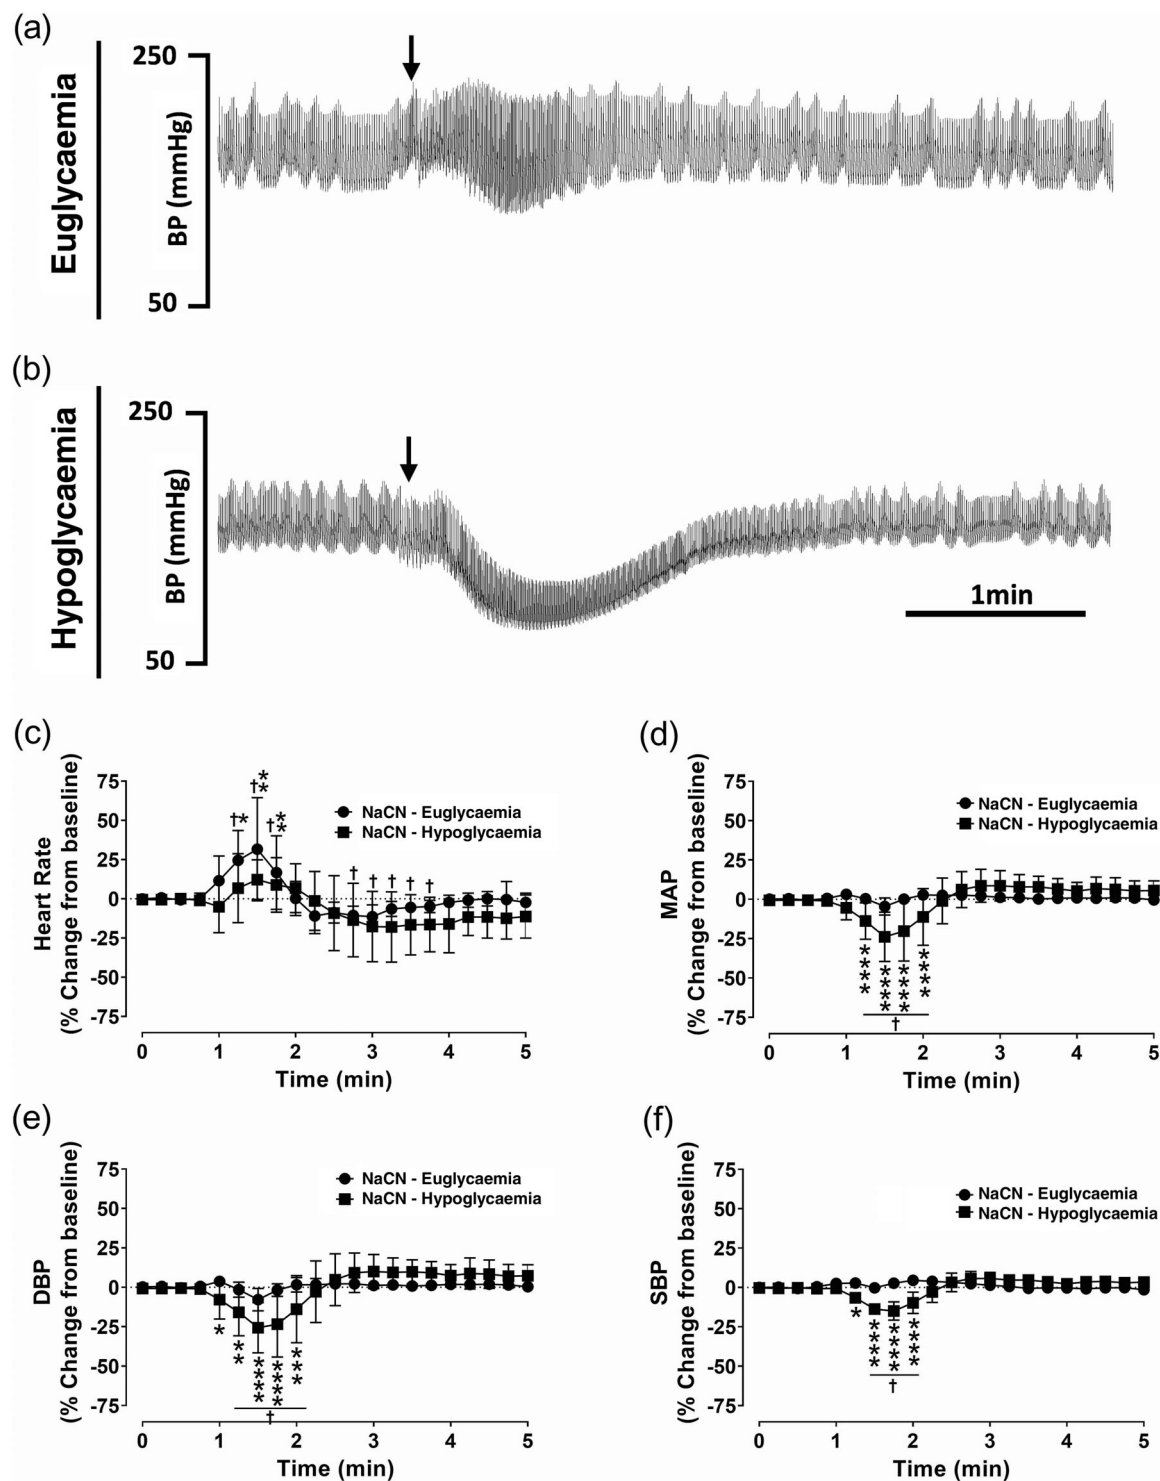 (a)
Euglycaemia
250
BP (mmHg)
50
(b)
Hypoglycaemia
250
BP (mmHg)
50
1min
(c)
Heart Rate
(% Change from baseline)
75
50
25
0
-25
-50
-75
†*
†**
†**
† † † † †
NaCN - Euglycaemia
NaCN - Hypoglycaemia
0 1 2 3 4 5
Time (min)
(d)
MAP
(% Change from baseline)
75
50
25
0
-25
-50
-75
NaCN - Euglycaemia
NaCN - Hypoglycaemia
**** **** **** ****
†
0 1 2 3 4 5
Time (min)
(e)
DBP
(% Change from baseline)
75
50
25
0
-25
-50
-75
NaCN - Euglycaemia
NaCN - Hypoglycaemia
* ** **** **** ***
†
0 1 2 3 4 5
Time (min)
(f)
SBP
(% Change from baseline)
75
50
25
0
-25
-50
-75
NaCN - Euglycaemia
NaCN - Hypoglycaemia
* **** **** ****
†
0 1 2 3 4 5
Time (min)